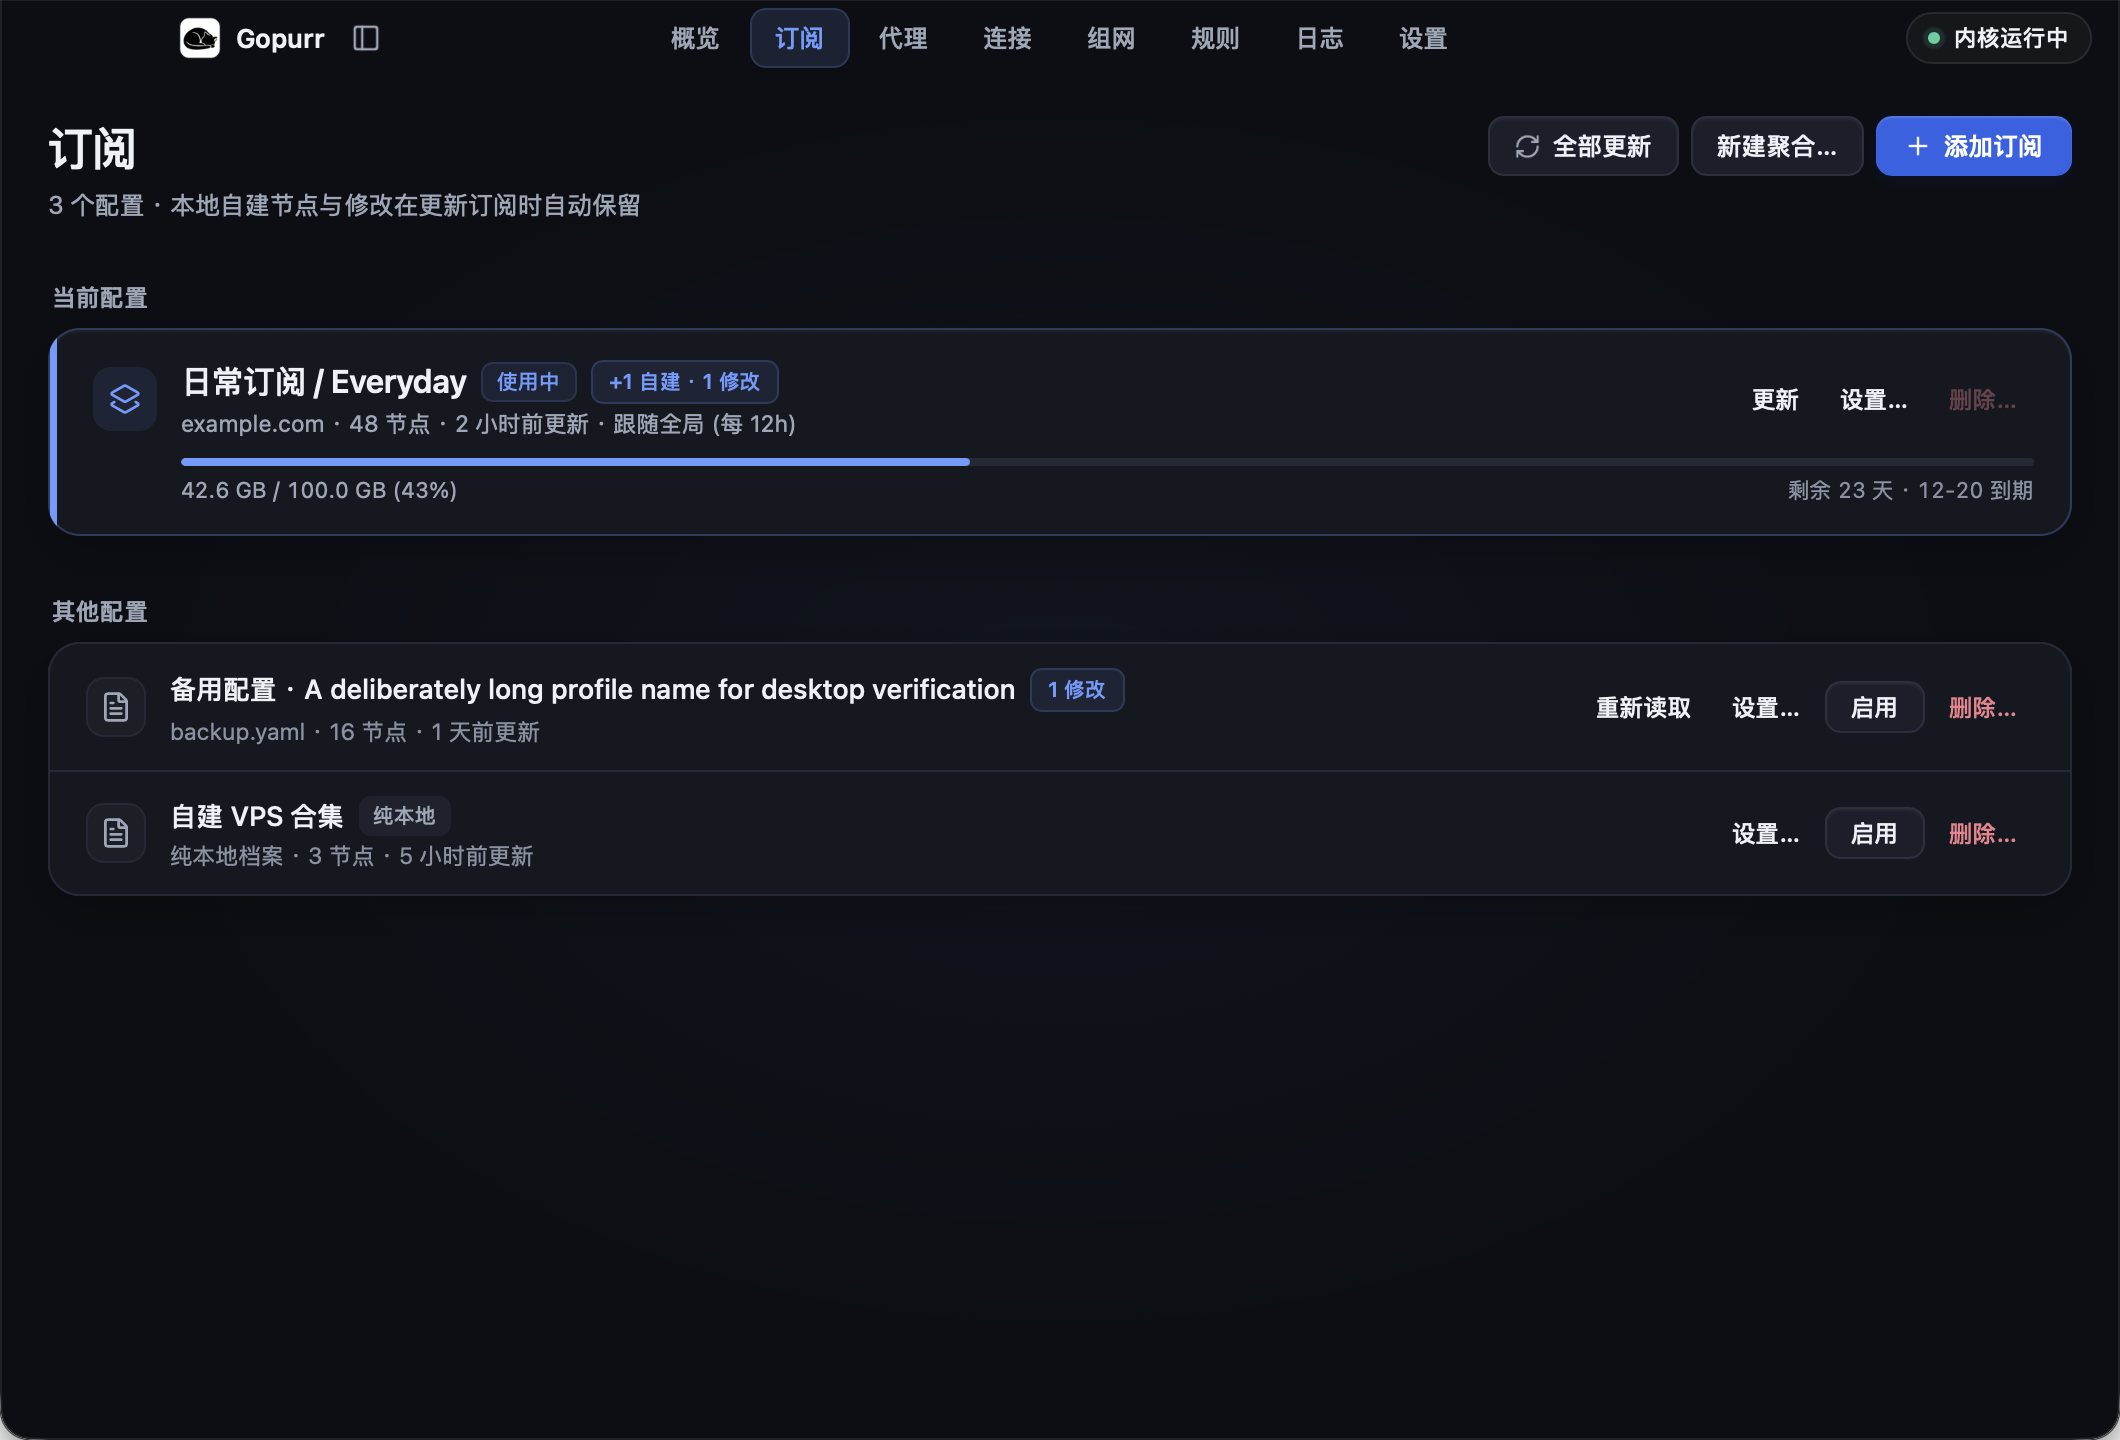 Gopurr
概览 订阅 代理 连接 组网 规则 日志 设置
内核运行中
订阅
全部更新 新建聚合... 添加订阅
3 个配置 · 本地自建节点与修改在更新订阅时自动保留
当前配置
日常订阅 / Everyday 使用中 +1 自建 · 1 修改
example.com · 48 节点 · 2 小时前更新 · 跟随全局 (每 12h)
更新 设置... 删除...
42.6 GB / 100.0 GB (43%)
剩余 23 天 · 12-20 到期
其他配置
备用配置 · A deliberately long profile name for desktop verification 1 修改
backup.yaml · 16 节点 · 1 天前更新
重新读取 设置... 启用 删除...
自建 VPS 合集 纯本地
纯本地档案 · 3 节点 · 5 小时前更新
设置... 启用 删除...